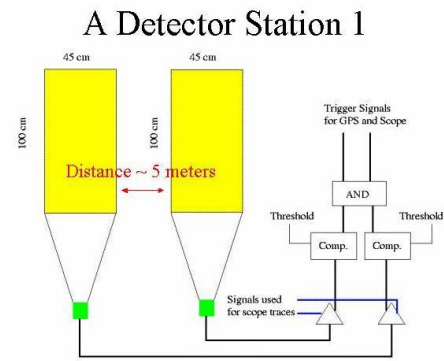 A Detector Station 1
45 cm
45 cm
100 cm
100 cm
Distance ~ 5 meters
Trigger Signals
for GPS and Scope
AND
Threshold
Threshold
Comp.
Comp.
Signals used
for scope traces